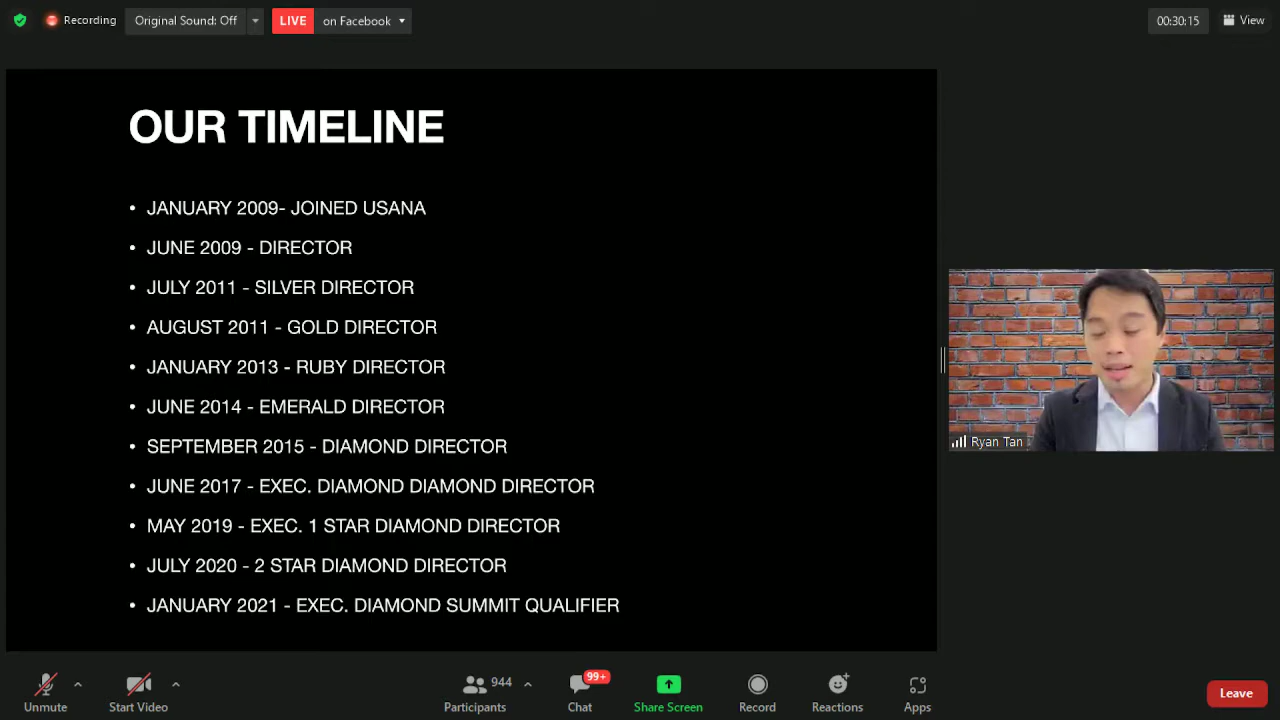 Recording
Original Sound: Off
LIVE on Facebook
00:30:15
View
OUR TIMELINE
• JANUARY 2009- JOINED USANA
• JUNE 2009 - DIRECTOR
• JULY 2011 - SILVER DIRECTOR
• AUGUST 2011 - GOLD DIRECTOR
• JANUARY 2013 - RUBY DIRECTOR
• JUNE 2014 - EMERALD DIRECTOR
• SEPTEMBER 2015 - DIAMOND DIRECTOR
• JUNE 2017 - EXEC. DIAMOND DIAMOND DIRECTOR
• MAY 2019 - EXEC. 1 STAR DIAMOND DIRECTOR
• JULY 2020 - 2 STAR DIAMOND DIRECTOR
• JANUARY 2021 - EXEC. DIAMOND SUMMIT QUALIFIER
Ryan Tan
Unmute
Start Video
944
Participants
99+
Chat
Share Screen
Record
Reactions
Apps
Leave